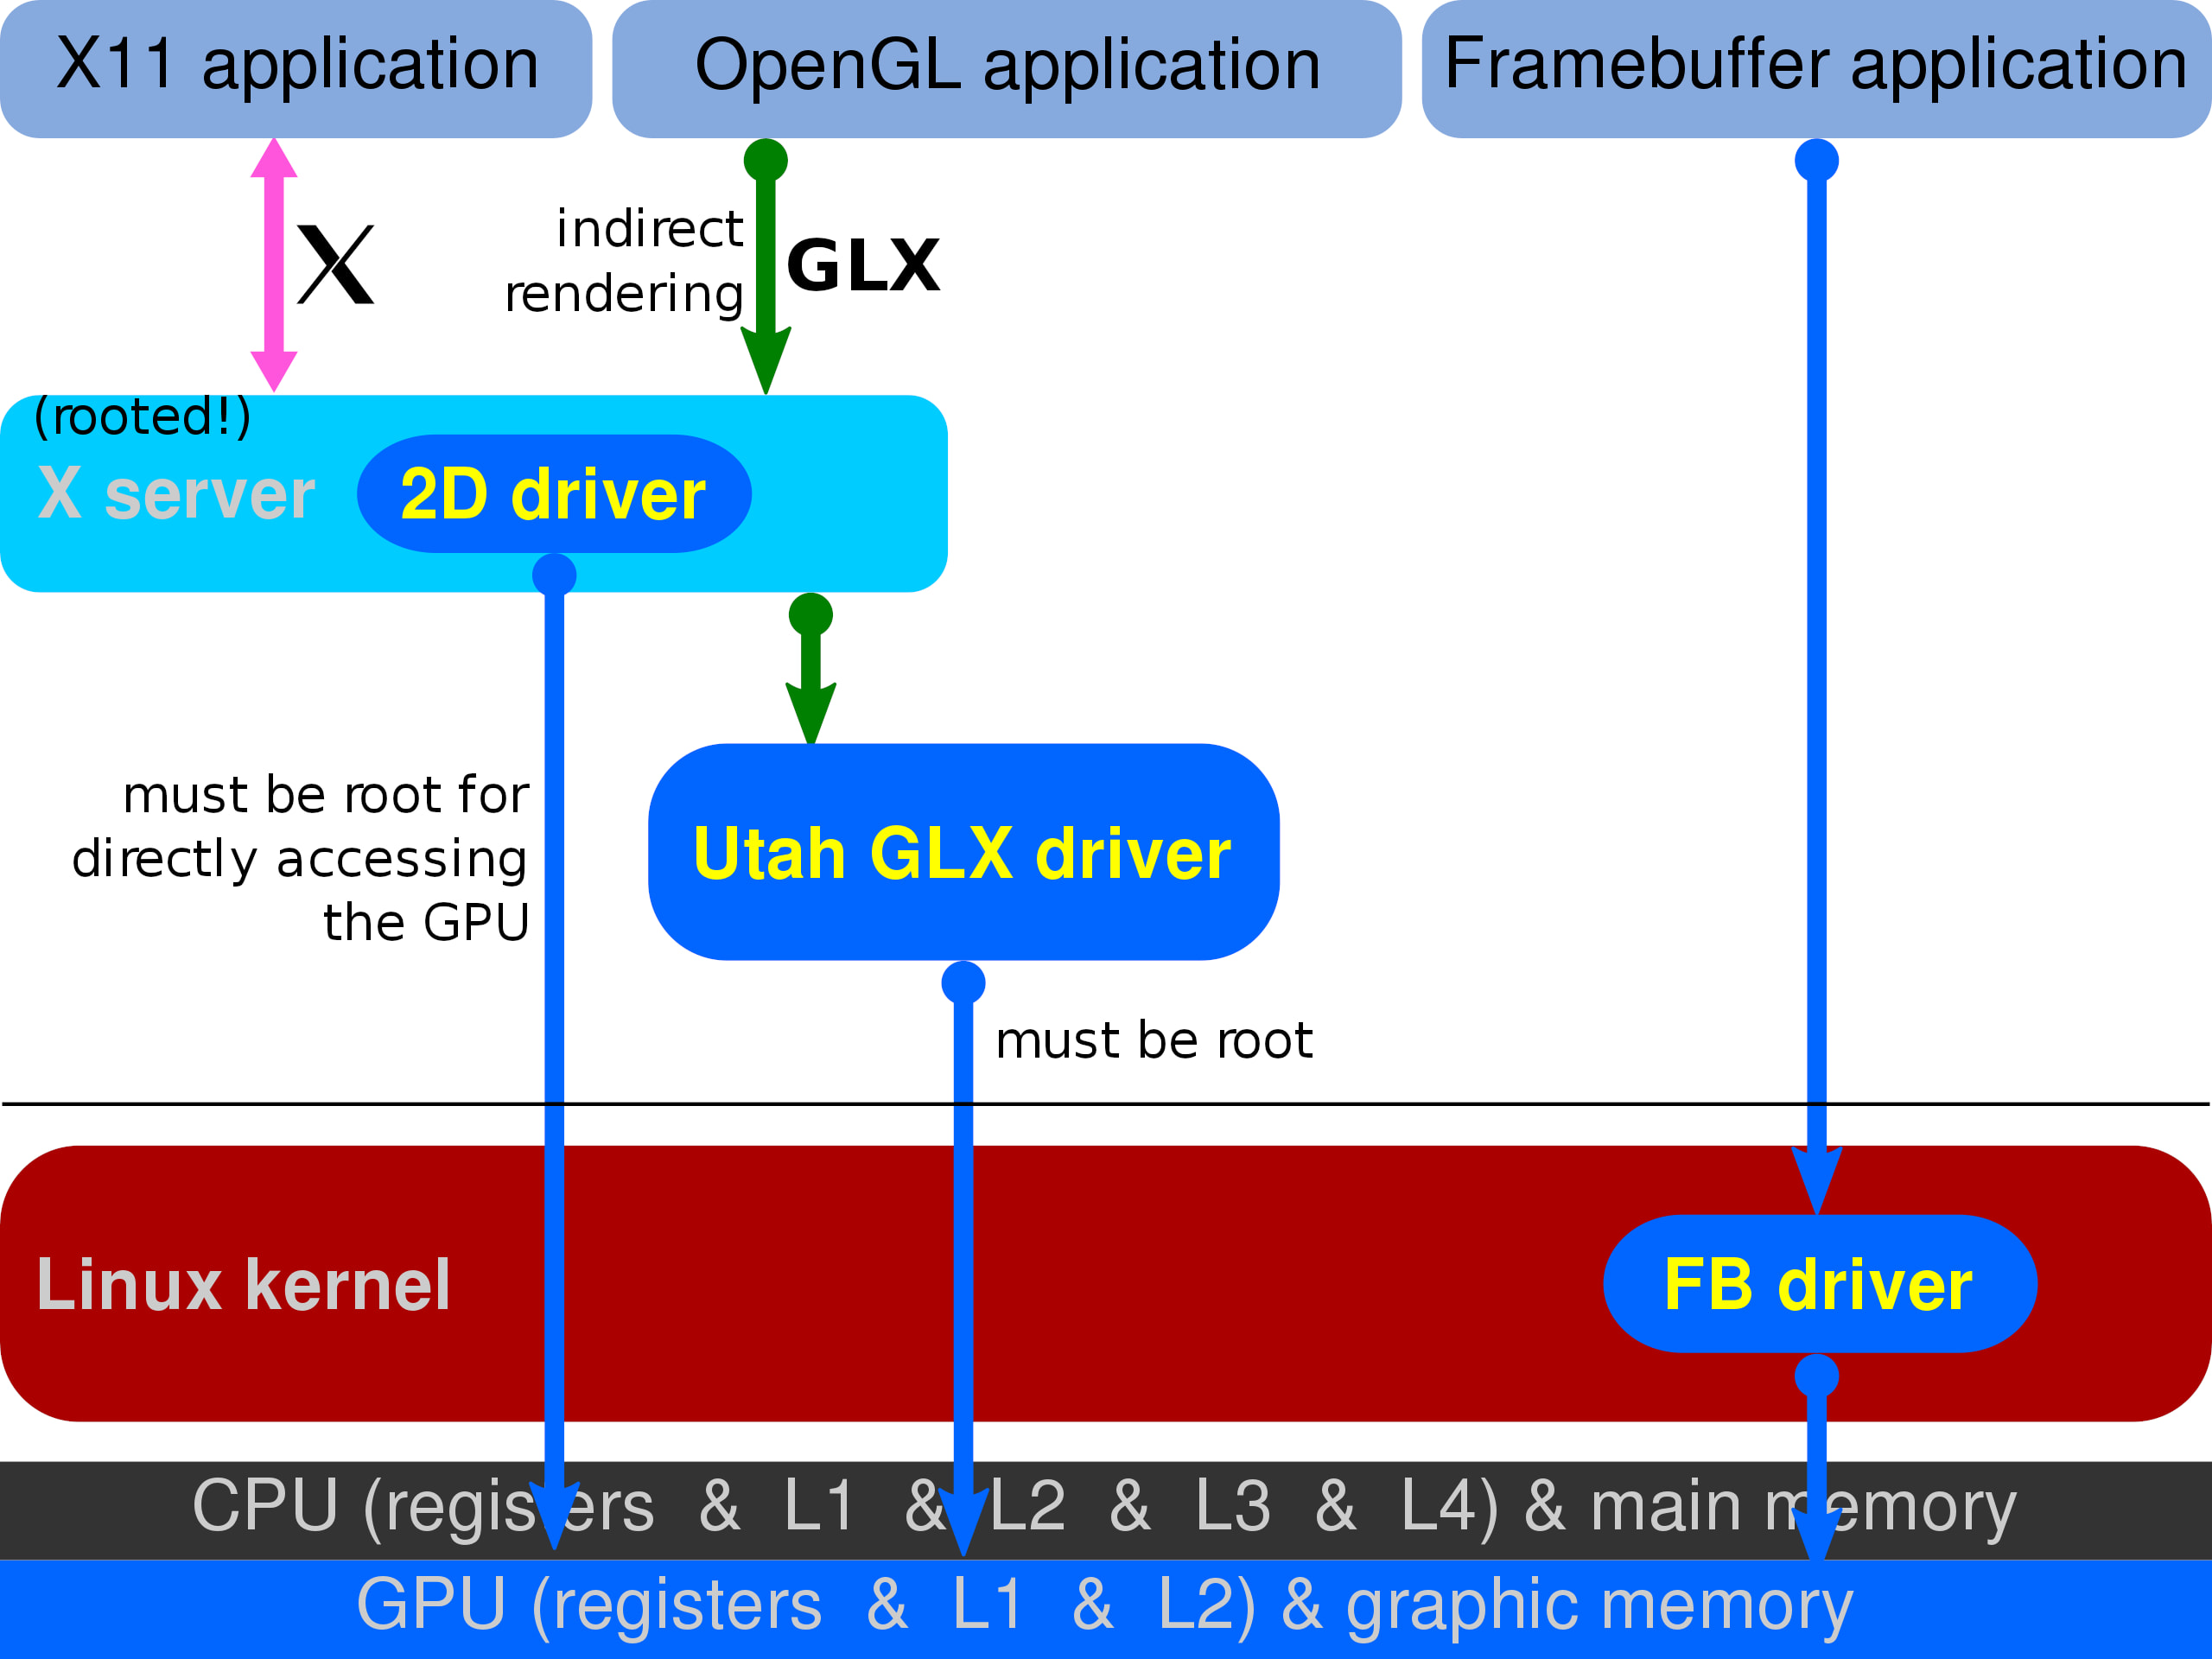 X11 application
OpenGL application
Framebuffer application
X
indirect
rendering
GLX
(rooted!)
X server
2D driver
must be root for
directly accessing
the GPU
Utah GLX driver
must be root
Linux kernel
FB driver
CPU (registers & L1 & L2 & L3 & L4) & main memory
GPU (registers & L1 & L2) & graphic memory